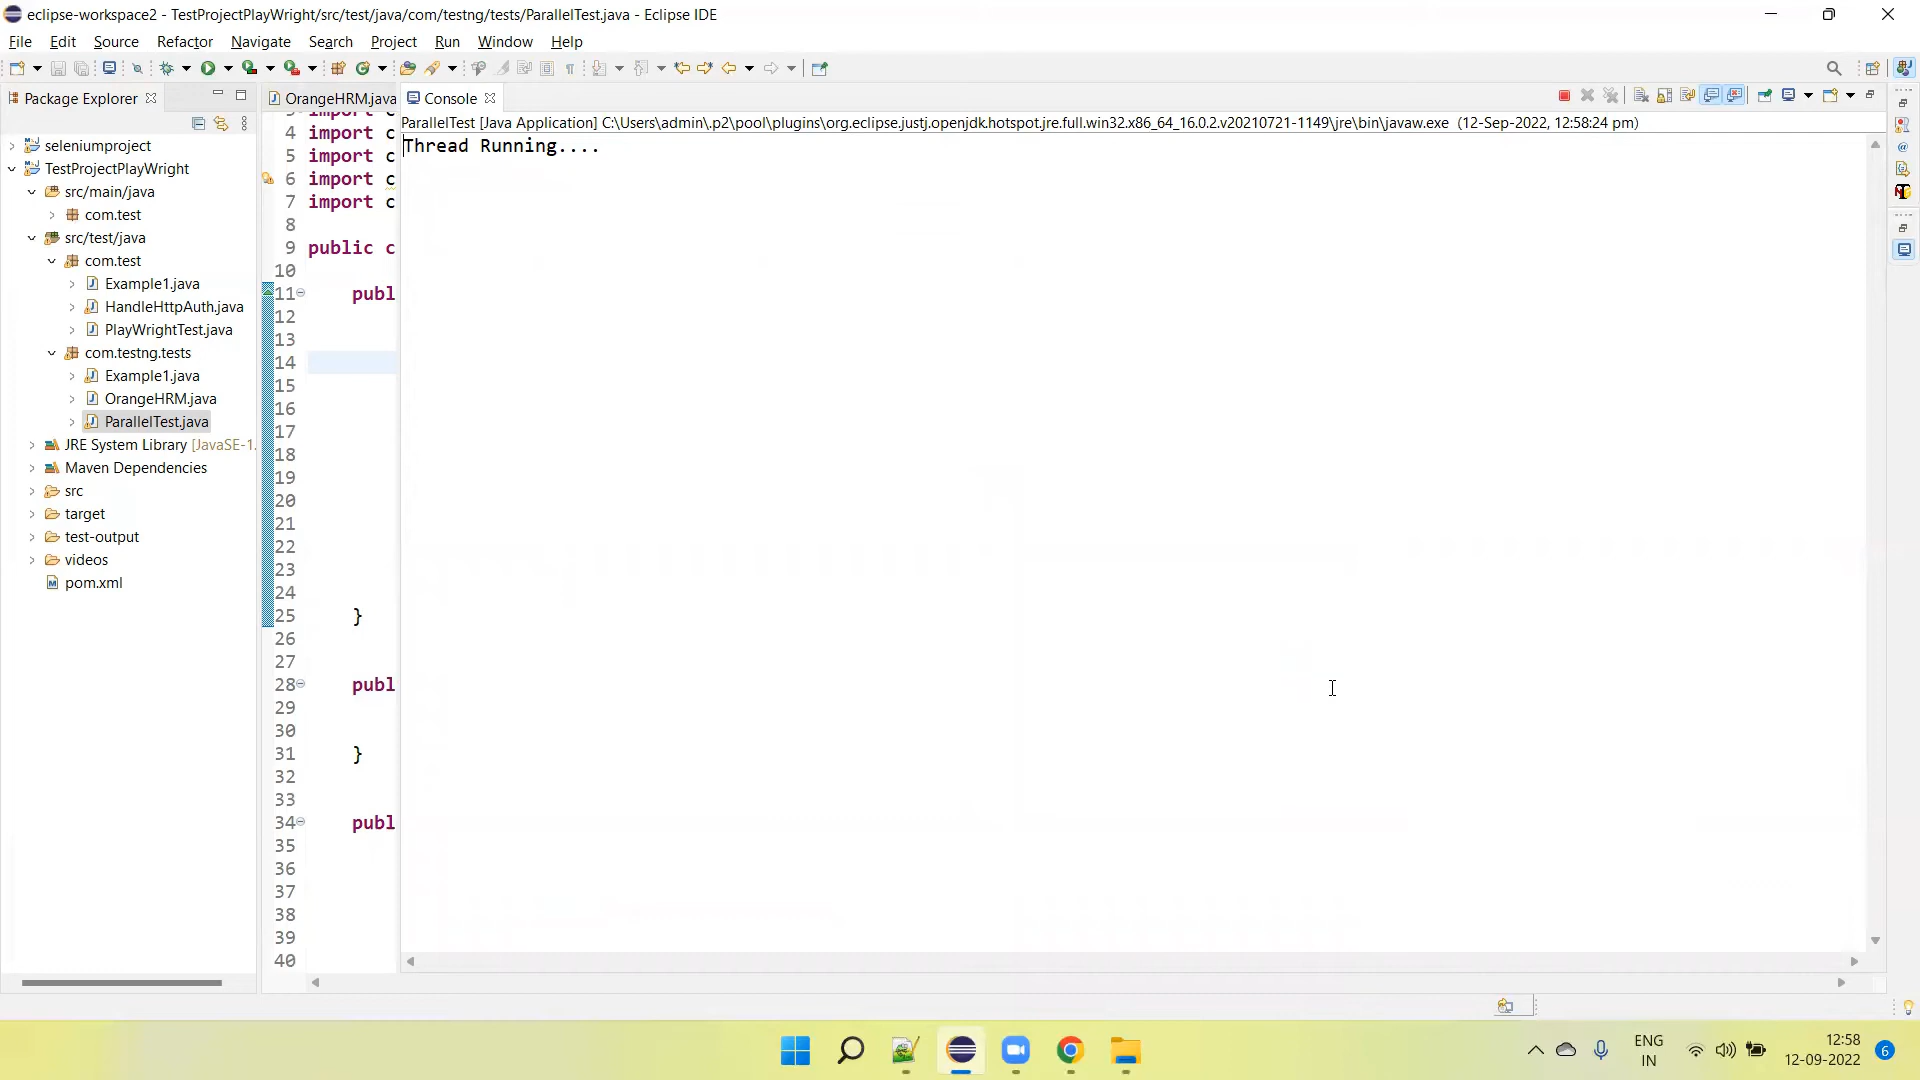 eclipse-workspace2 - TestProjectPlayWright/src/test/java/com/testng/tests/ParallelTest.java - Eclipse IDE
File Edit Source Refactor Navigate Search Project Run Window Help
Package Explorer
OrangeHRM.java
Console
ParallelTest [Java Application] C:\Users\admin\.p2\pool\plugins\org.eclipse.justj.openjdk.hotspot.jre.full.win32.x86_64_16.0.2.v20210721-1149\jre\bin\javaw.exe (12-Sep-2022, 12:58:24 pm)
Thread Running....
seleniumproject
TestProjectPlayWright
src/main/java
com.test
src/test/java
com.test
Example1.java
HandleHttpAuth.java
PlayWrightTest.java
com.testng.tests
Example1.java
OrangeHRM.java
ParallelTest.java
JRE System Library [JavaSE-1.
Maven Dependencies
src
target
test-output
videos
pom.xml
3 import c
4 import c
5 import c
6 import c
7 import c
8
9 public c
10
11 publ
12
13
14
15
16
17
18
19
20
21
22
23
24
25 }
26
27
28 publ
29
30
31 }
32
33
34 publ
35
36
37
38
39
40
ENG
IN
12:58
12-09-2022
6